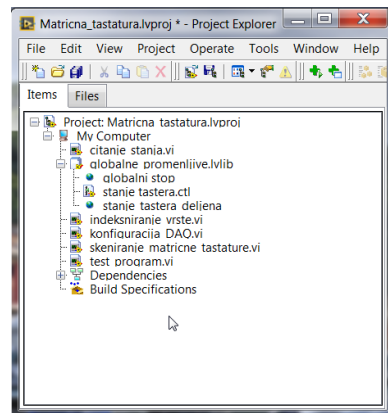 Matricna_tastatura.lvproj * - Project Explorer
File Edit View Project Operate Tools Window Help
Items Files
Project: Matricna tastatura.lvproj
My Computer
citanje stanja.vi
globalne promenljive.lvlib
globalni stop
stanje tastera.ctl
stanje tastera deljena
indeksniranje vrste.vi
konfiguracija DAQ.vi
skeniranje matricne tastature.vi
test program.vi
Dependencies
Build Specifications